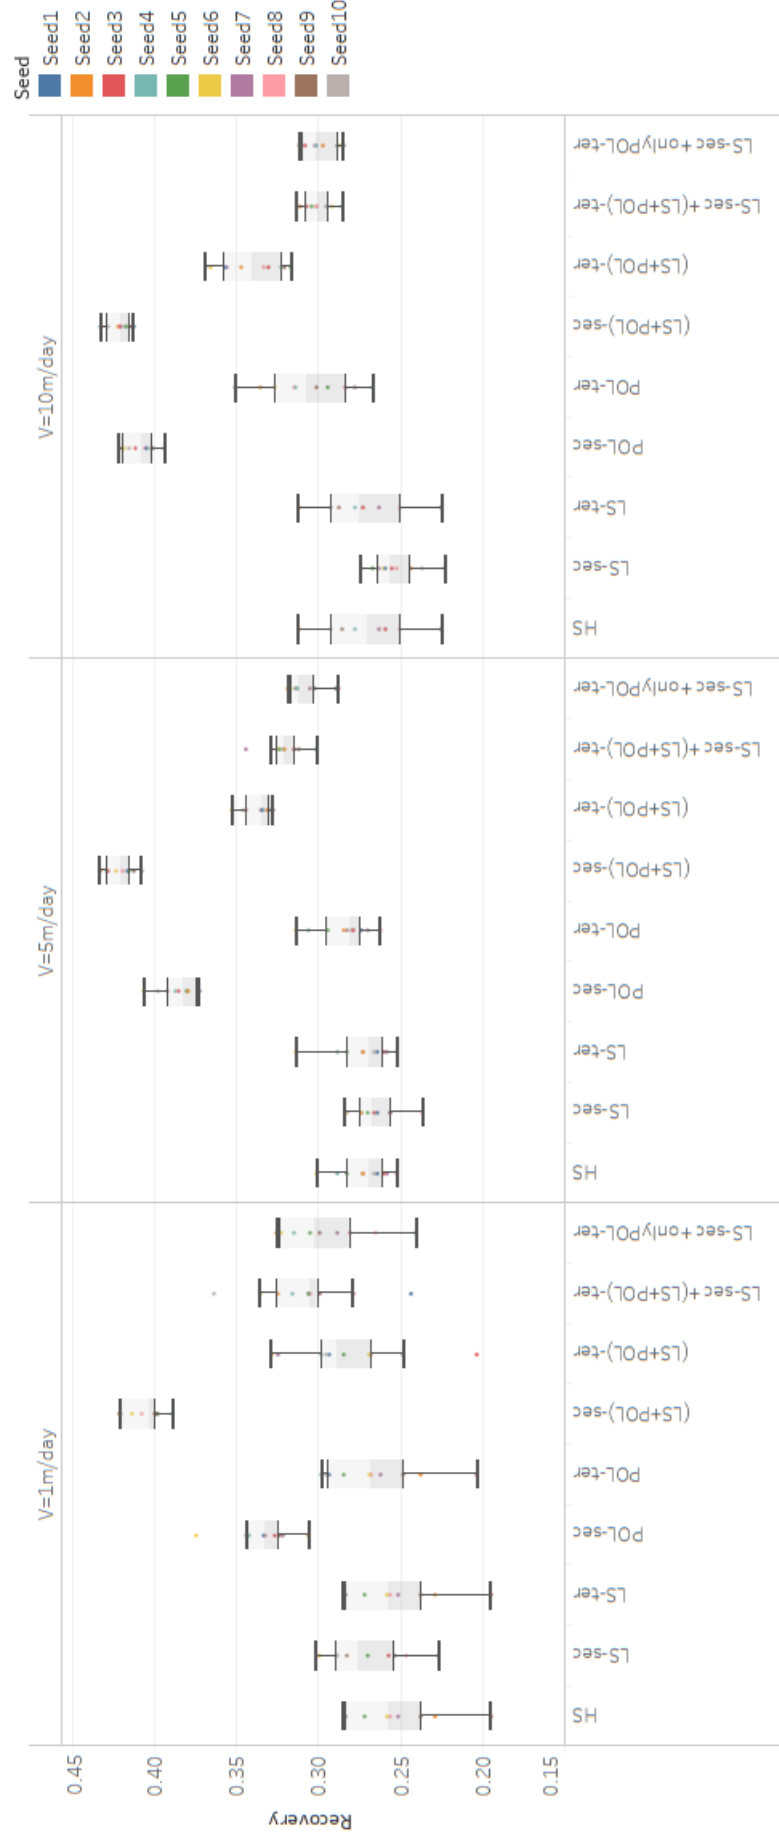 Seed
Seed1
Seed2
Seed3
Seed4
Seed5
Seed6
Seed7
Seed8
Seed9
Seed10
V=1m/day
V=5m/day
V=10m/day
Recovery
0.45
0.40
0.35
0.30
0.25
0.20
0.15
HS
LS-sec
LS-ter
POL-sec
POL-ter
(LS+POL)-sec
(LS+POL)-ter
LS-sec+(LS+POL)-ter
LS-sec+onlyPOL-ter
HS
LS-sec
LS-ter
POL-sec
POL-ter
(LS+POL)-sec
(LS+POL)-ter
LS-sec+(LS+POL)-ter
LS-sec+onlyPOL-ter
HS
LS-sec
LS-ter
POL-sec
POL-ter
(LS+POL)-sec
(LS+POL)-ter
LS-sec+(LS+POL)-ter
LS-sec+onlyPOL-ter